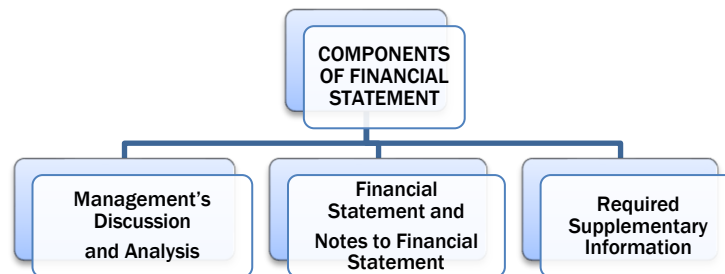 COMPONENTS
OF FINANCIAL
STATEMENT
Management’s
Discussion
and Analysis
Financial
Statement and
Notes to Financial
Statement
Required
Supplementary
Information